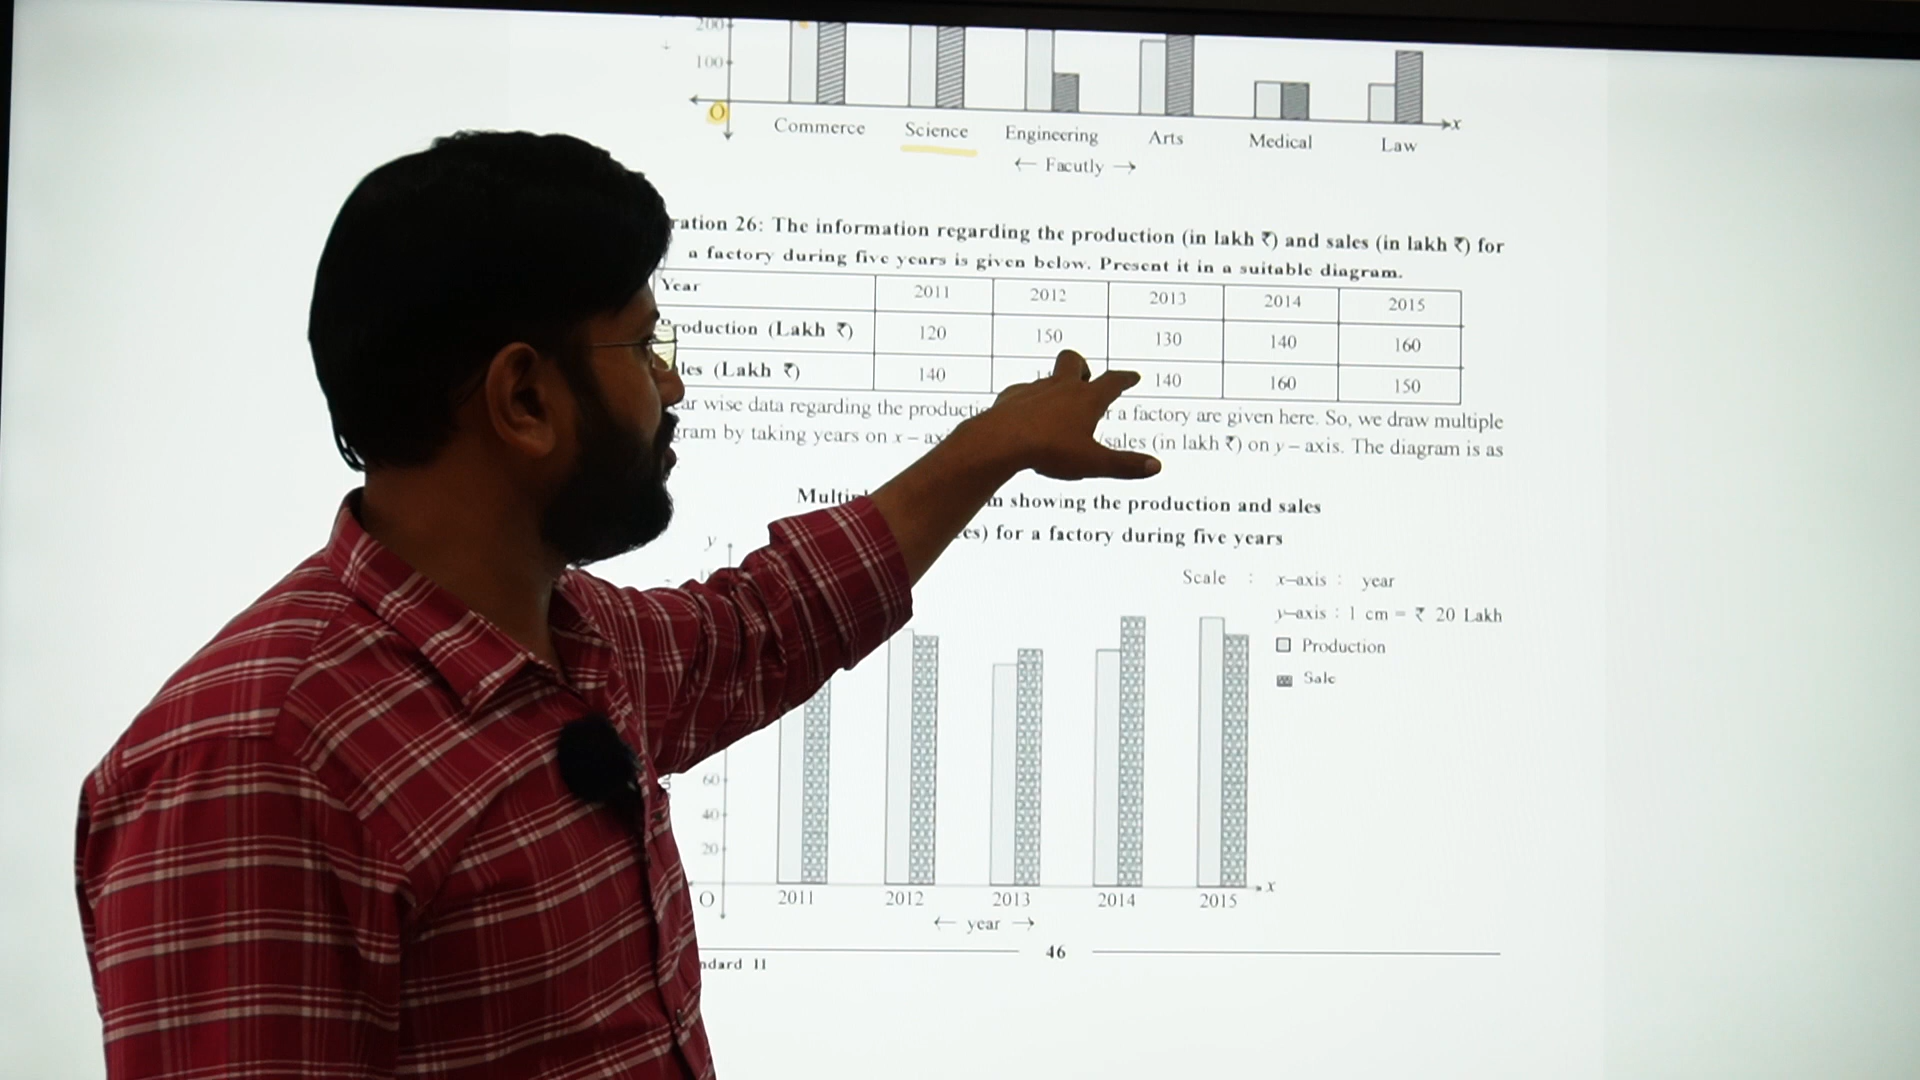 200
100
O
x
Commerce Science Engineering Arts Medical Law
← Facutly →
ration 26: The information regarding the production (in lakh ₹) and sales (in lakh ₹) for
a factory during five years is given below. Present it in a suitable diagram.
Year 2011 2012 2013 2014 2015
roduction (Lakh ₹) 120 150 130 140 160
les (Lakh ₹) 140 140 160 150
ar wise data regarding the r a factory are given here. So, we draw multiple
gram by taking years on x – /sales (in lakh ₹) on y – axis. The diagram is as
showing the production and sales
es) for a factory during five years
y
Scale : x–axis : year
y–axis : 1 cm = ₹ 20 Lakh
Production
Sale
60
40
20
O
x
2011 2012 2013 2014 2015
← year →
46
ndard 11